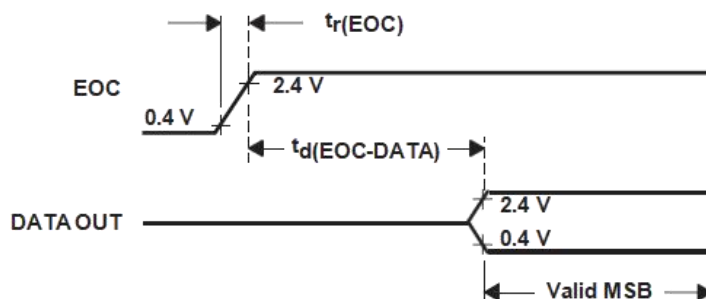 tr(EOC)
EOC
2.4 V
0.4 V
td(EOC-DATA)
DATA OUT
2.4 V
0.4 V
Valid MSB